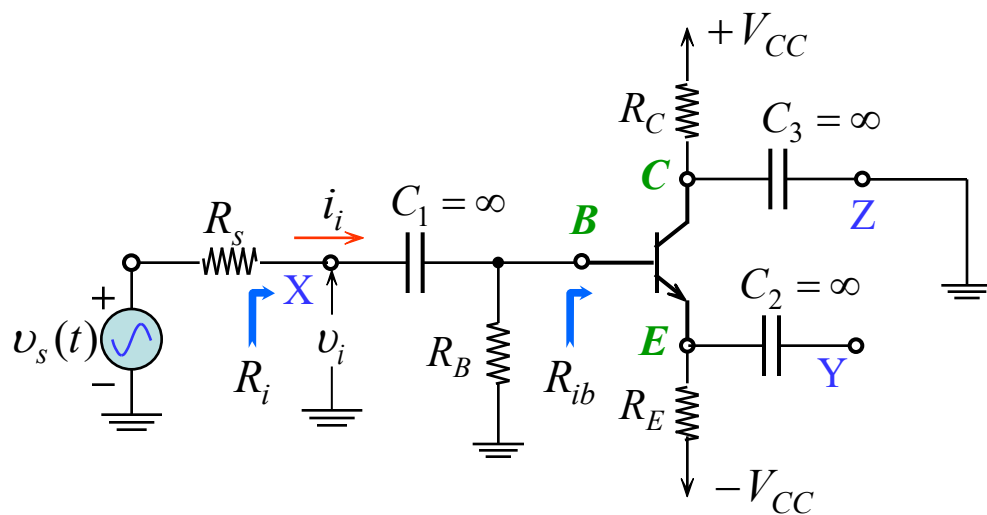 +V_CC
R_C
C_3 = ∞
C
Z
i_i
C_1 = ∞
B
R_s
X
C_2 = ∞
+
υ_s(t)
−
υ_i
E
Y
R_i
R_B
R_ib
R_E
−V_CC